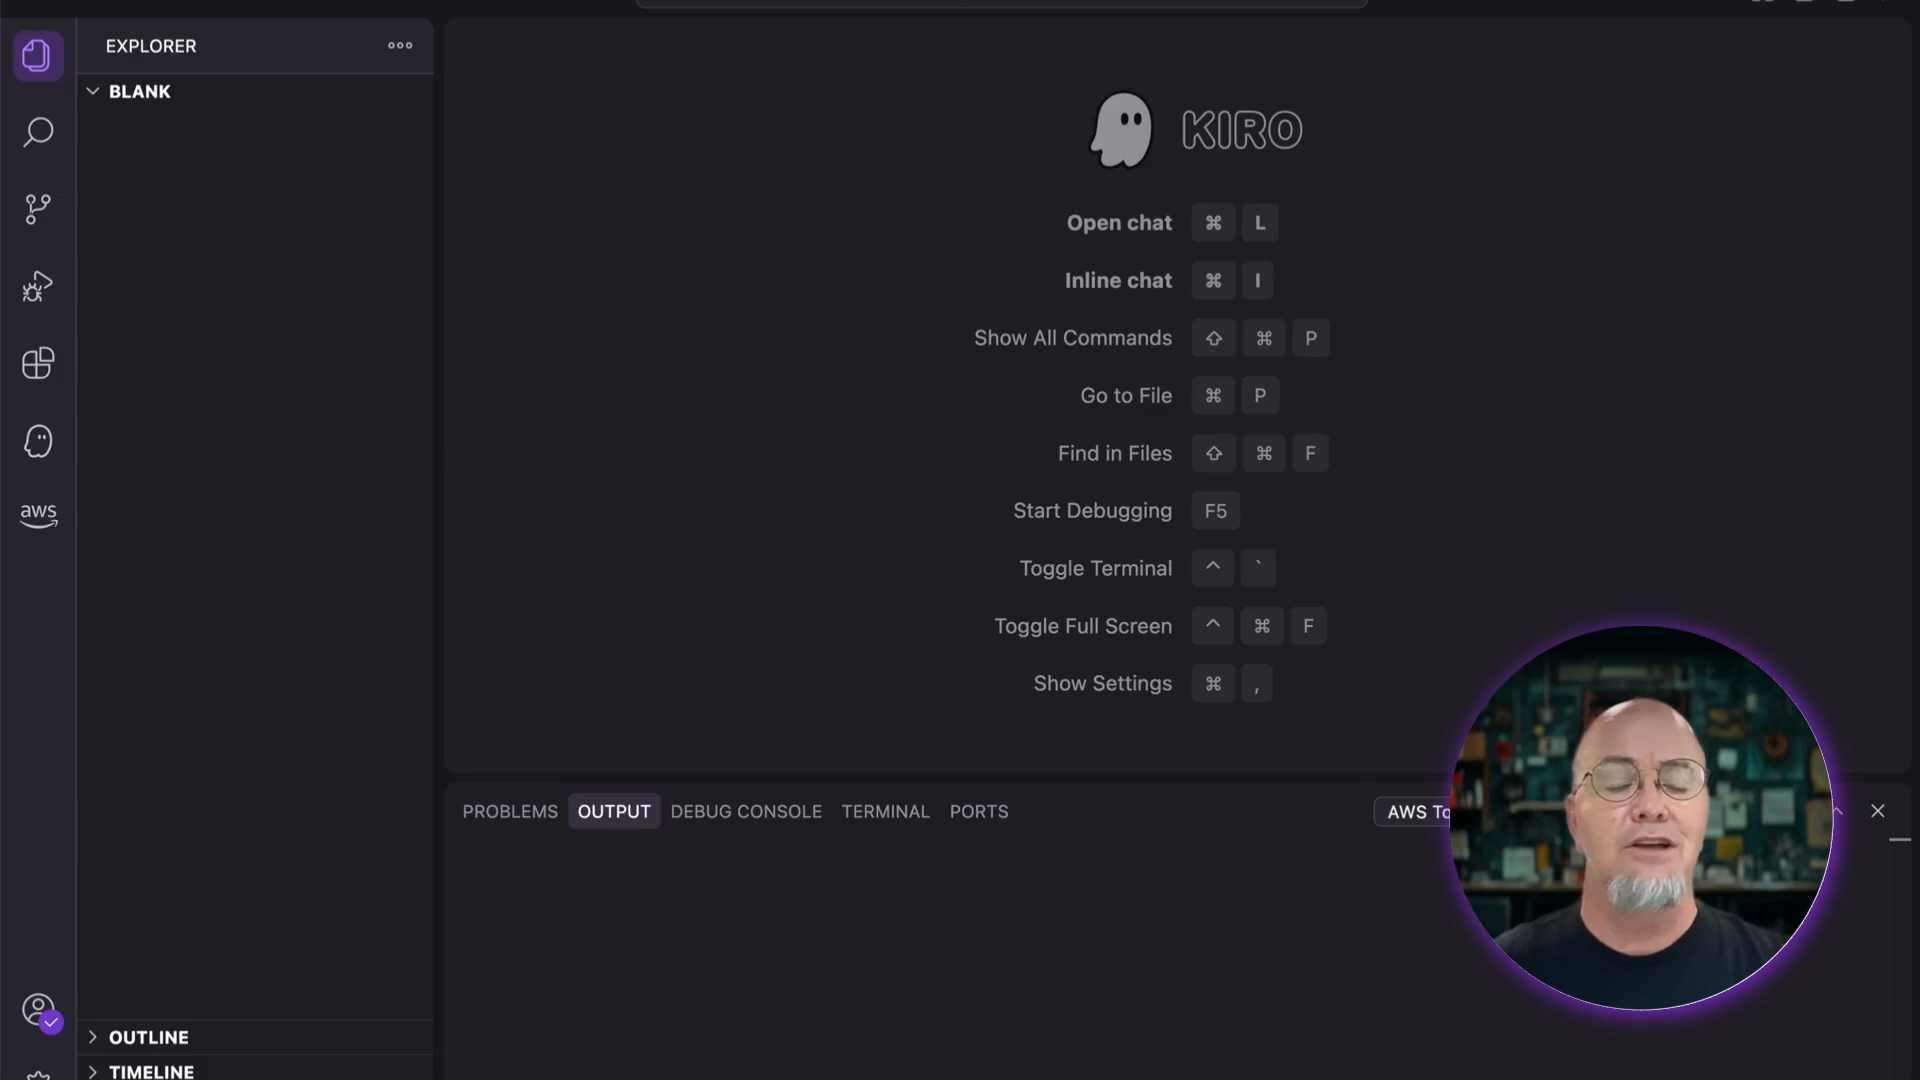 EXPLORER
BLANK
aws
OUTLINE
TIMELINE
KIRO
Open chat ⌘ L
Inline chat ⌘ I
Show All Commands ⇧ ⌘ P
Go to File ⌘ P
Find in Files ⇧ ⌘ F
Start Debugging F5
Toggle Terminal ^ `
Toggle Full Screen ^ ⌘ F
Show Settings ⌘ ,
PROBLEMS OUTPUT DEBUG CONSOLE TERMINAL PORTS AWS